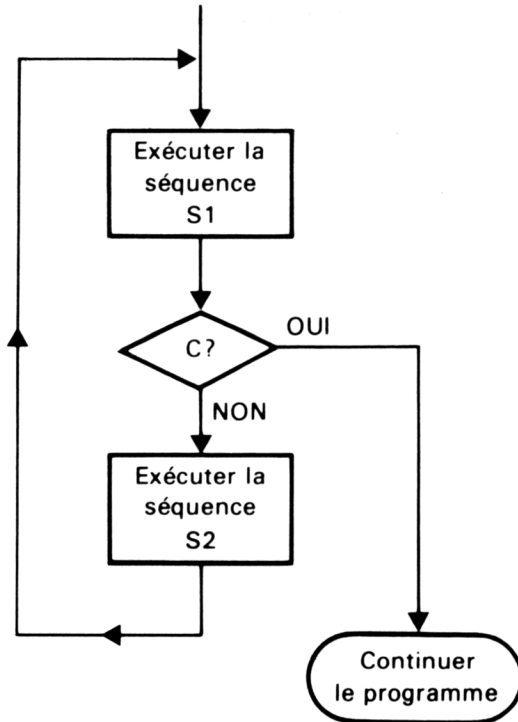 Exécuter la
séquence
S1
C?
OUI
NON
Exécuter la
séquence
S2
Continuer
le programme